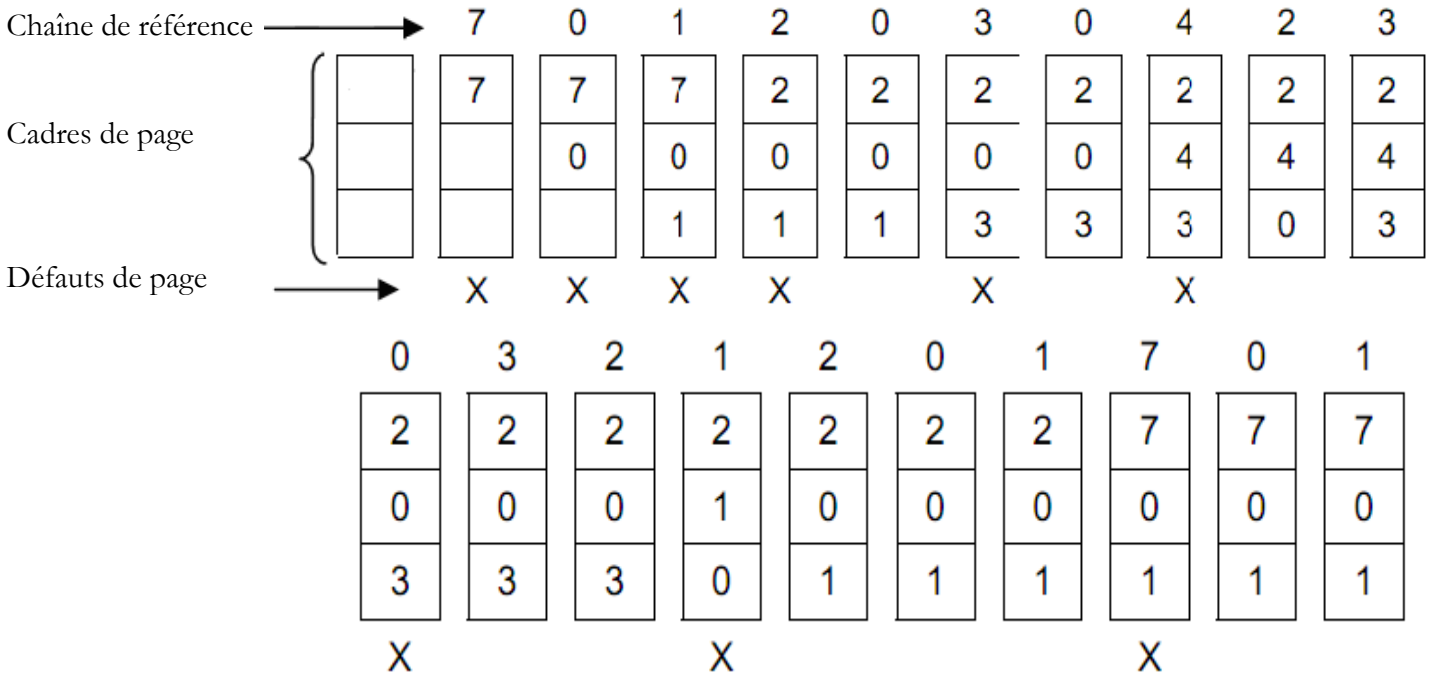 Chaîne de référence 7 0 1 2 0 3 0 4 2 3
7 7 7 2 2 2 2 2 2 2
Cadres de page 0 0 0 0 0 0 4 4 4
1 1 1 3 3 3 0 3
Défauts de page X X X X X X
0 3 2 1 2 0 1 7 0 1
2 2 2 2 2 2 2 7 7 7
0 0 0 1 0 0 0 0 0 0
3 3 3 0 1 1 1 1 1 1
X X X